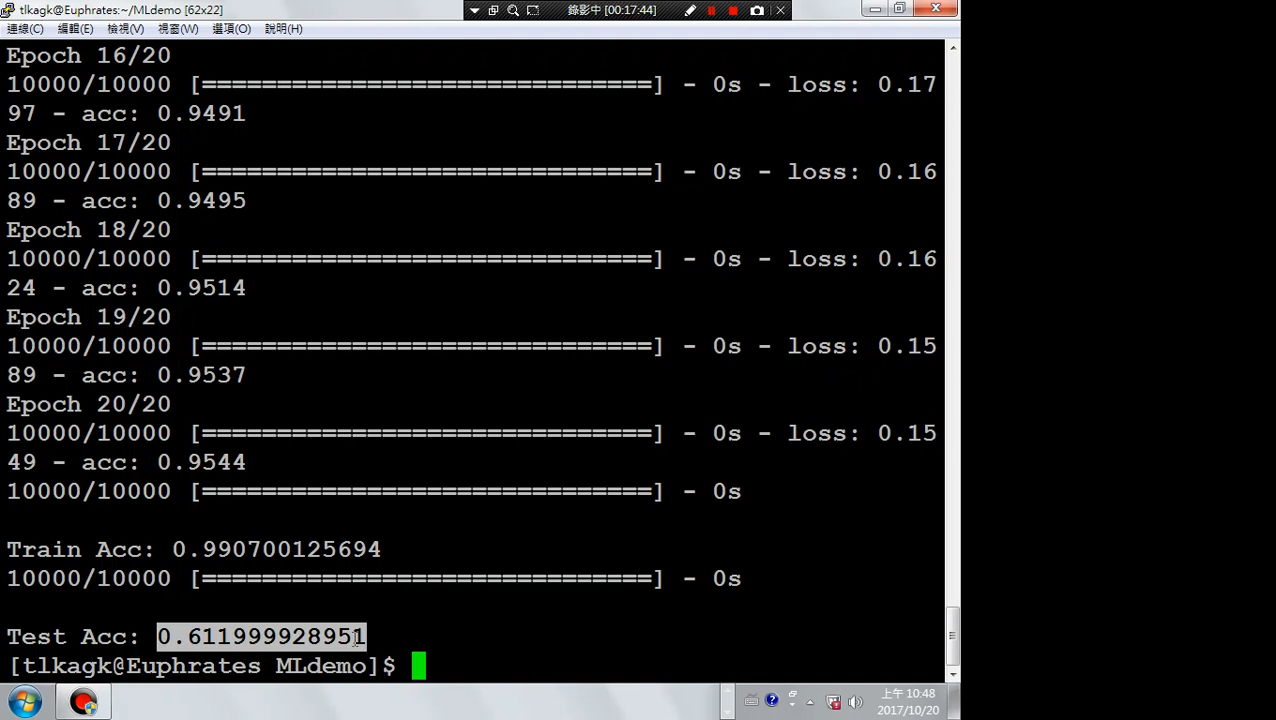 tlkagk@Euphrates:~/MLdemo [62x22]
錄影中 00:17:44
連線(C) 編輯(E) 檢視(V) 視窗(W) 選項(O) 說明(H)
Epoch 16/20
10000/10000 [==============================] - 0s - loss: 0.17
97 - acc: 0.9491
Epoch 17/20
10000/10000 [==============================] - 0s - loss: 0.16
89 - acc: 0.9495
Epoch 18/20
10000/10000 [==============================] - 0s - loss: 0.16
24 - acc: 0.9514
Epoch 19/20
10000/10000 [==============================] - 0s - loss: 0.15
89 - acc: 0.9537
Epoch 20/20
10000/10000 [==============================] - 0s - loss: 0.15
49 - acc: 0.9544
10000/10000 [==============================] - 0s
Train Acc: 0.990700125694
10000/10000 [==============================] - 0s
Test Acc: 0.611999928951
[tlkagk@Euphrates MLdemo]$
上午 10:48
2017/10/20